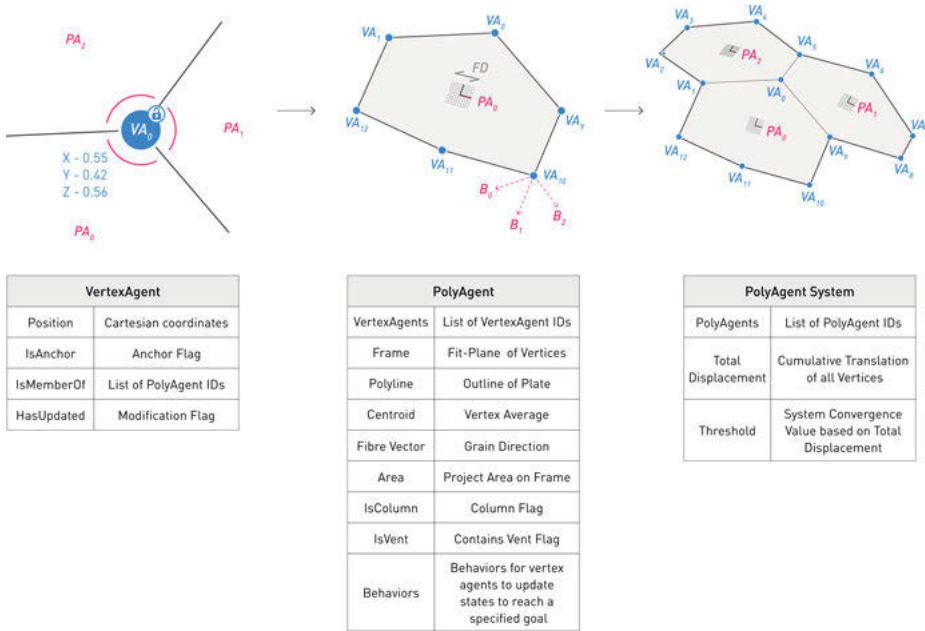 PA2
VA0
PA1
X - 0.55
Y - 0.42
Z - 0.56
PA0
VA1
VA0
FD
PA0
VA12
VA9
VA11
VA10
B0
B1
B2
VA3
VA4
VA2
PA2
VA5
VA1
VA0
VA6
PA1
PA0
VA
VA12
VA9
VA8
VA11
VA10
VertexAgent
Position Cartesian coordinates
IsAnchor Anchor Flag
IsMemberOf List of PolyAgent IDs
HasUpdated Modification Flag
PolyAgent
VertexAgents List of VertexAgent IDs
Frame Fit-Plane of Vertices
Polyline Outline of Plate
Centroid Vertex Average
Fibre Vector Grain Direction
Area Project Area on Frame
IsColumn Column Flag
IsVent Contains Vent Flag
Behaviors
Behaviors for vertex
agents to update
states to reach a
specified goal
PolyAgent System
PolyAgents List of PolyAgent IDs
Total
Displacement
Cumulative Translation
of all Vertices
Threshold
System Convergence
Value based on Total
Displacement